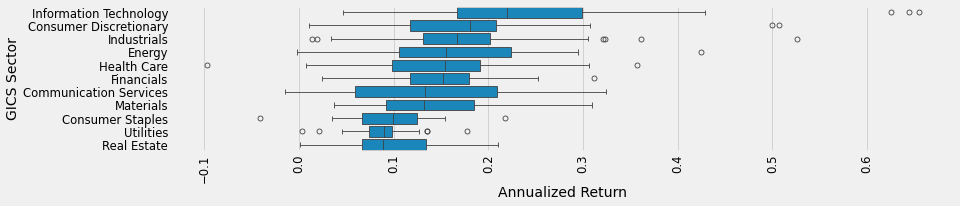 GICS Sector
Information Technology
Consumer Discretionary
Industrials
Energy
Health Care
Financials
Communication Services
Materials
Consumer Staples
Utilities
Real Estate
−0.1
0.0
0.1
0.2
0.3
0.4
0.5
0.6
Annualized Return